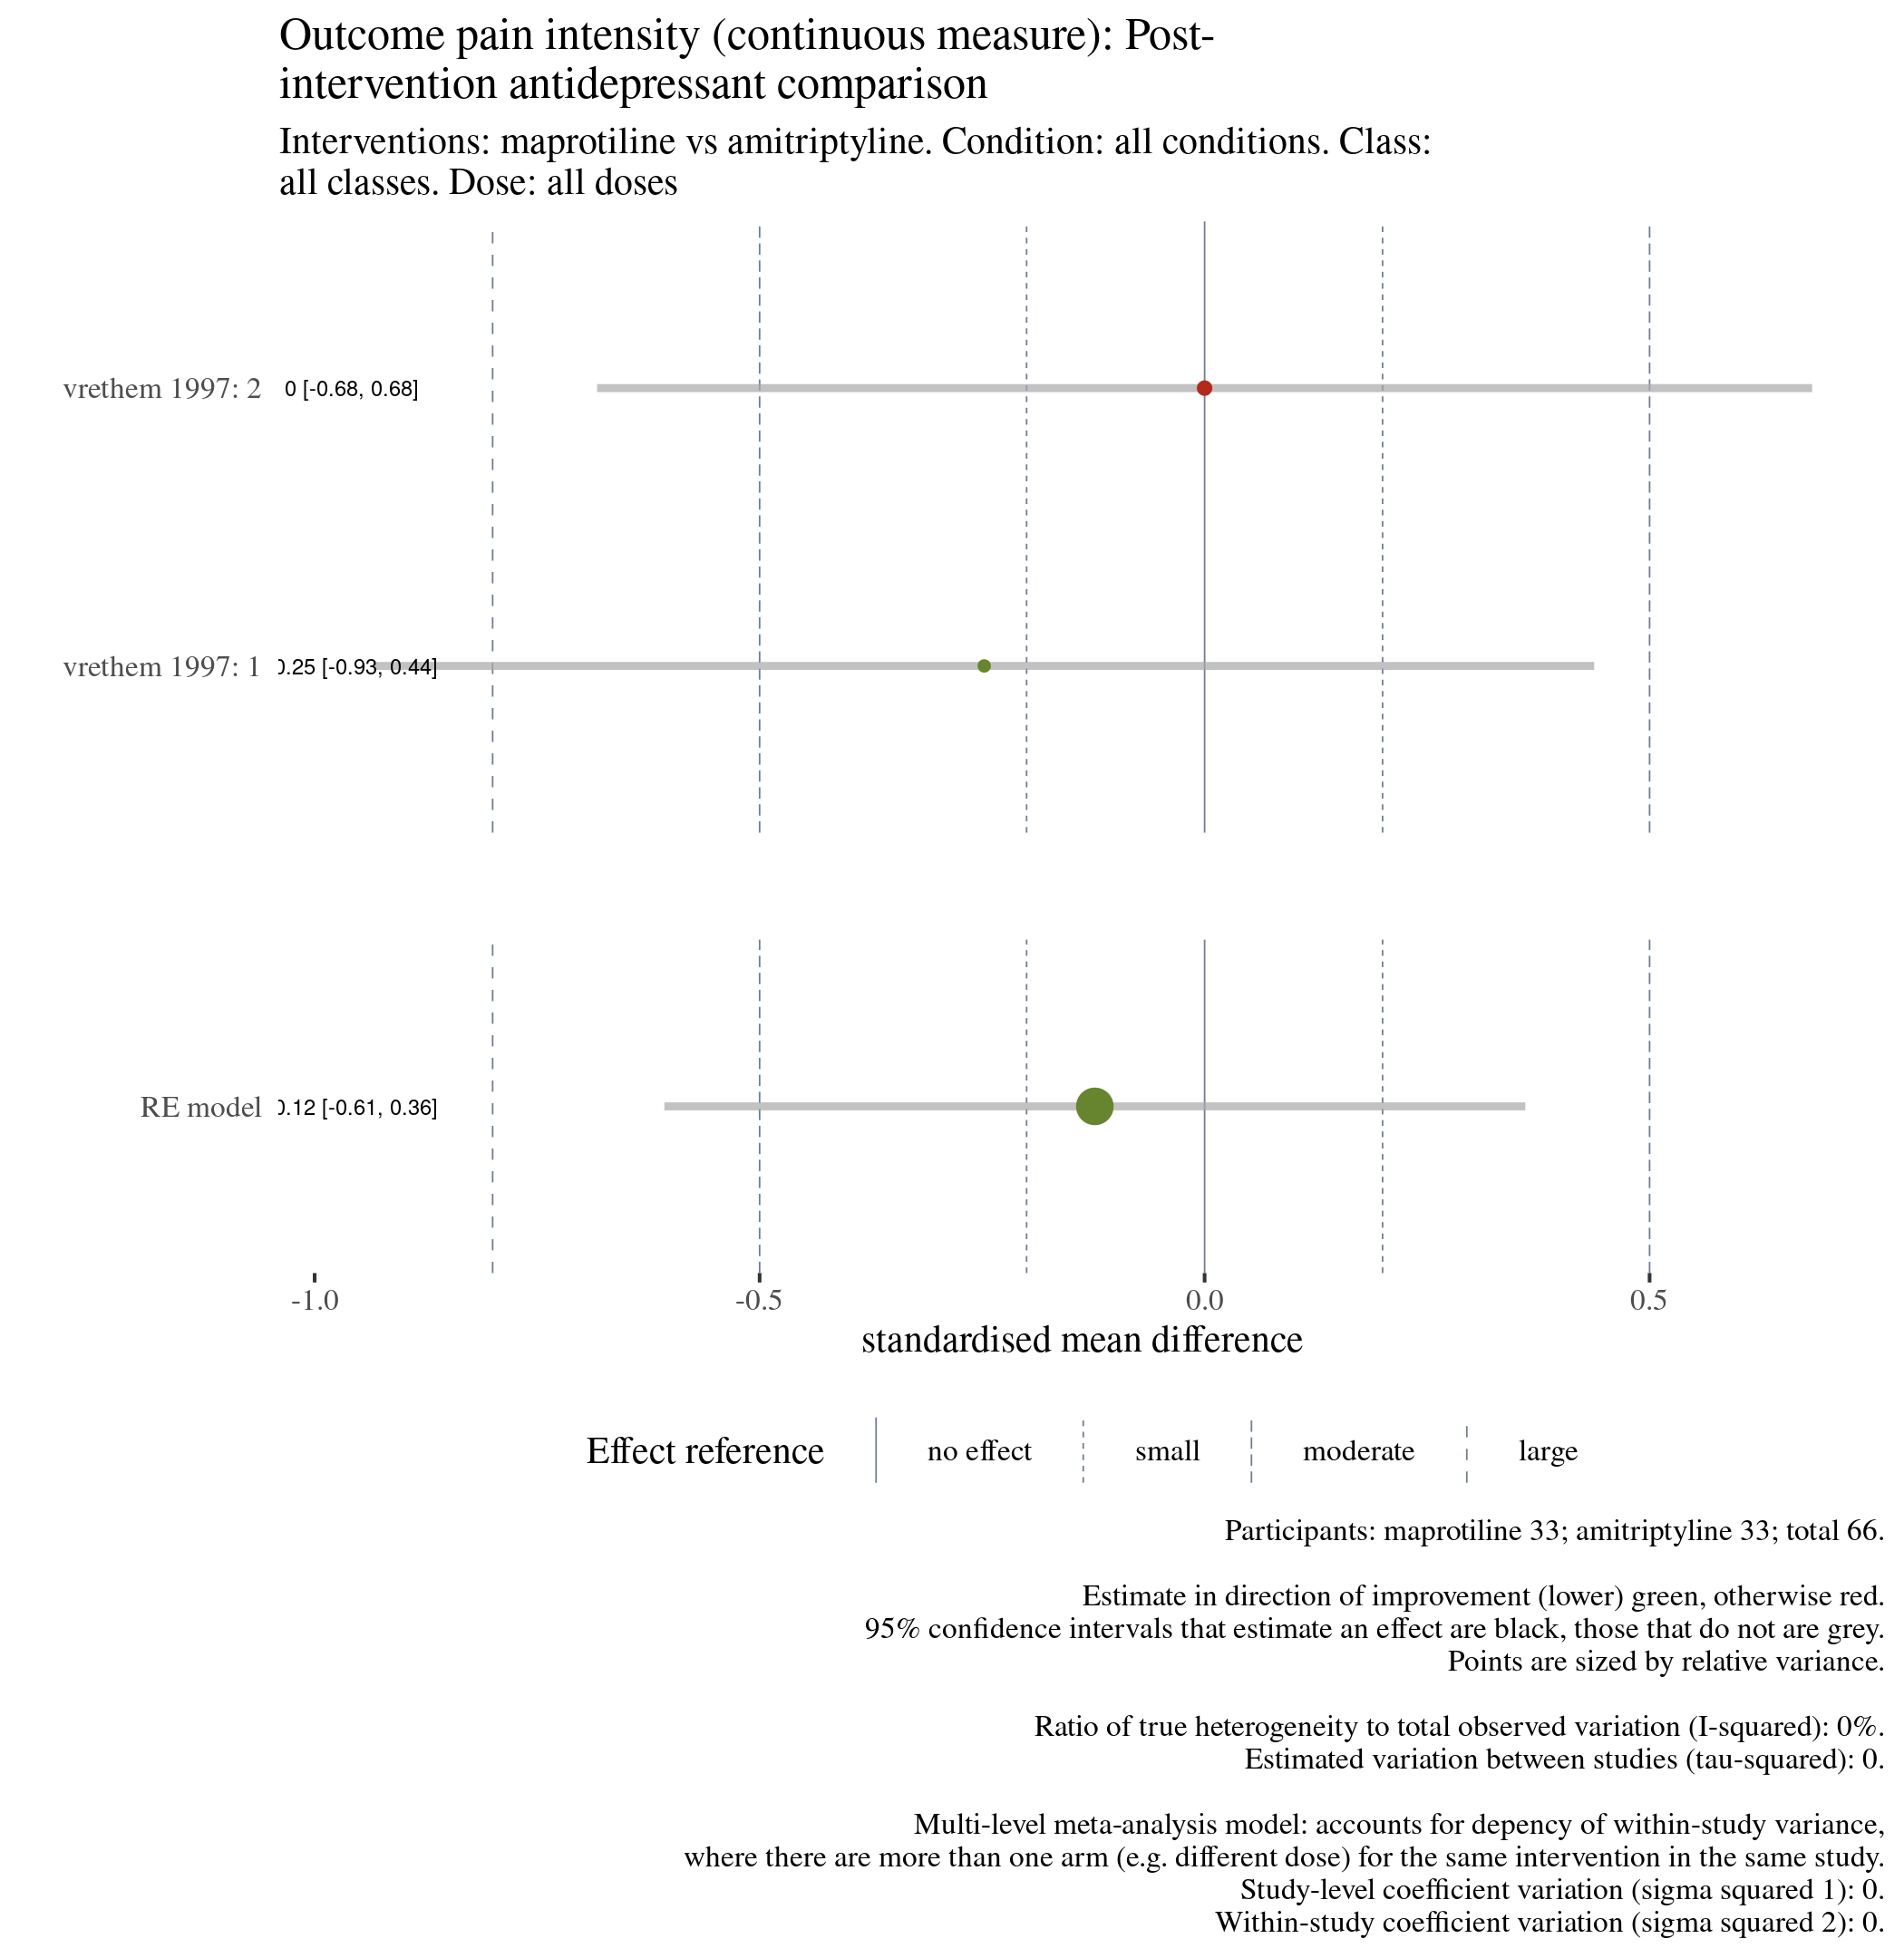 Outcome pain intensity (continuous measure): Post-
intervention antidepressant comparison
Interventions: maprotiline vs amitriptyline. Condition: all conditions. Class:
all classes. Dose: all doses
vrethem 1997: 2 0 [-0.68, 0.68]
vrethem 1997: 1 0.25 [-0.93, 0.44]
RE model 0.12 [-0.61, 0.36]
-1.0 -0.5 0.0 0.5
standardised mean difference
Effect reference no effect small moderate large
Participants: maprotiline 33; amitriptyline 33; total 66.
Estimate in direction of improvement (lower) green, otherwise red.
95% confidence intervals that estimate an effect are black, those that do not are grey.
Points are sized by relative variance.
Ratio of true heterogeneity to total observed variation (I-squared): 0%.
Estimated variation between studies (tau-squared): 0.
Multi-level meta-analysis model: accounts for depency of within-study variance,
where there are more than one arm (e.g. different dose) for the same intervention in the same study.
Study-level coefficient variation (sigma squared 1): 0.
Within-study coefficient variation (sigma squared 2): 0.